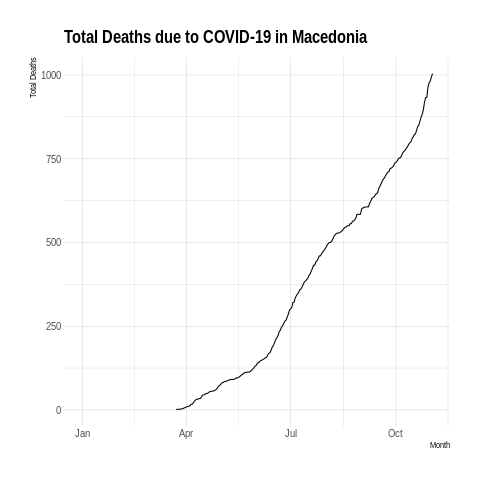 Total Deaths due to COVID-19 in Macedonia
Total Deaths
1000
750
500
250
0
Jan Apr Jul Oct
Month